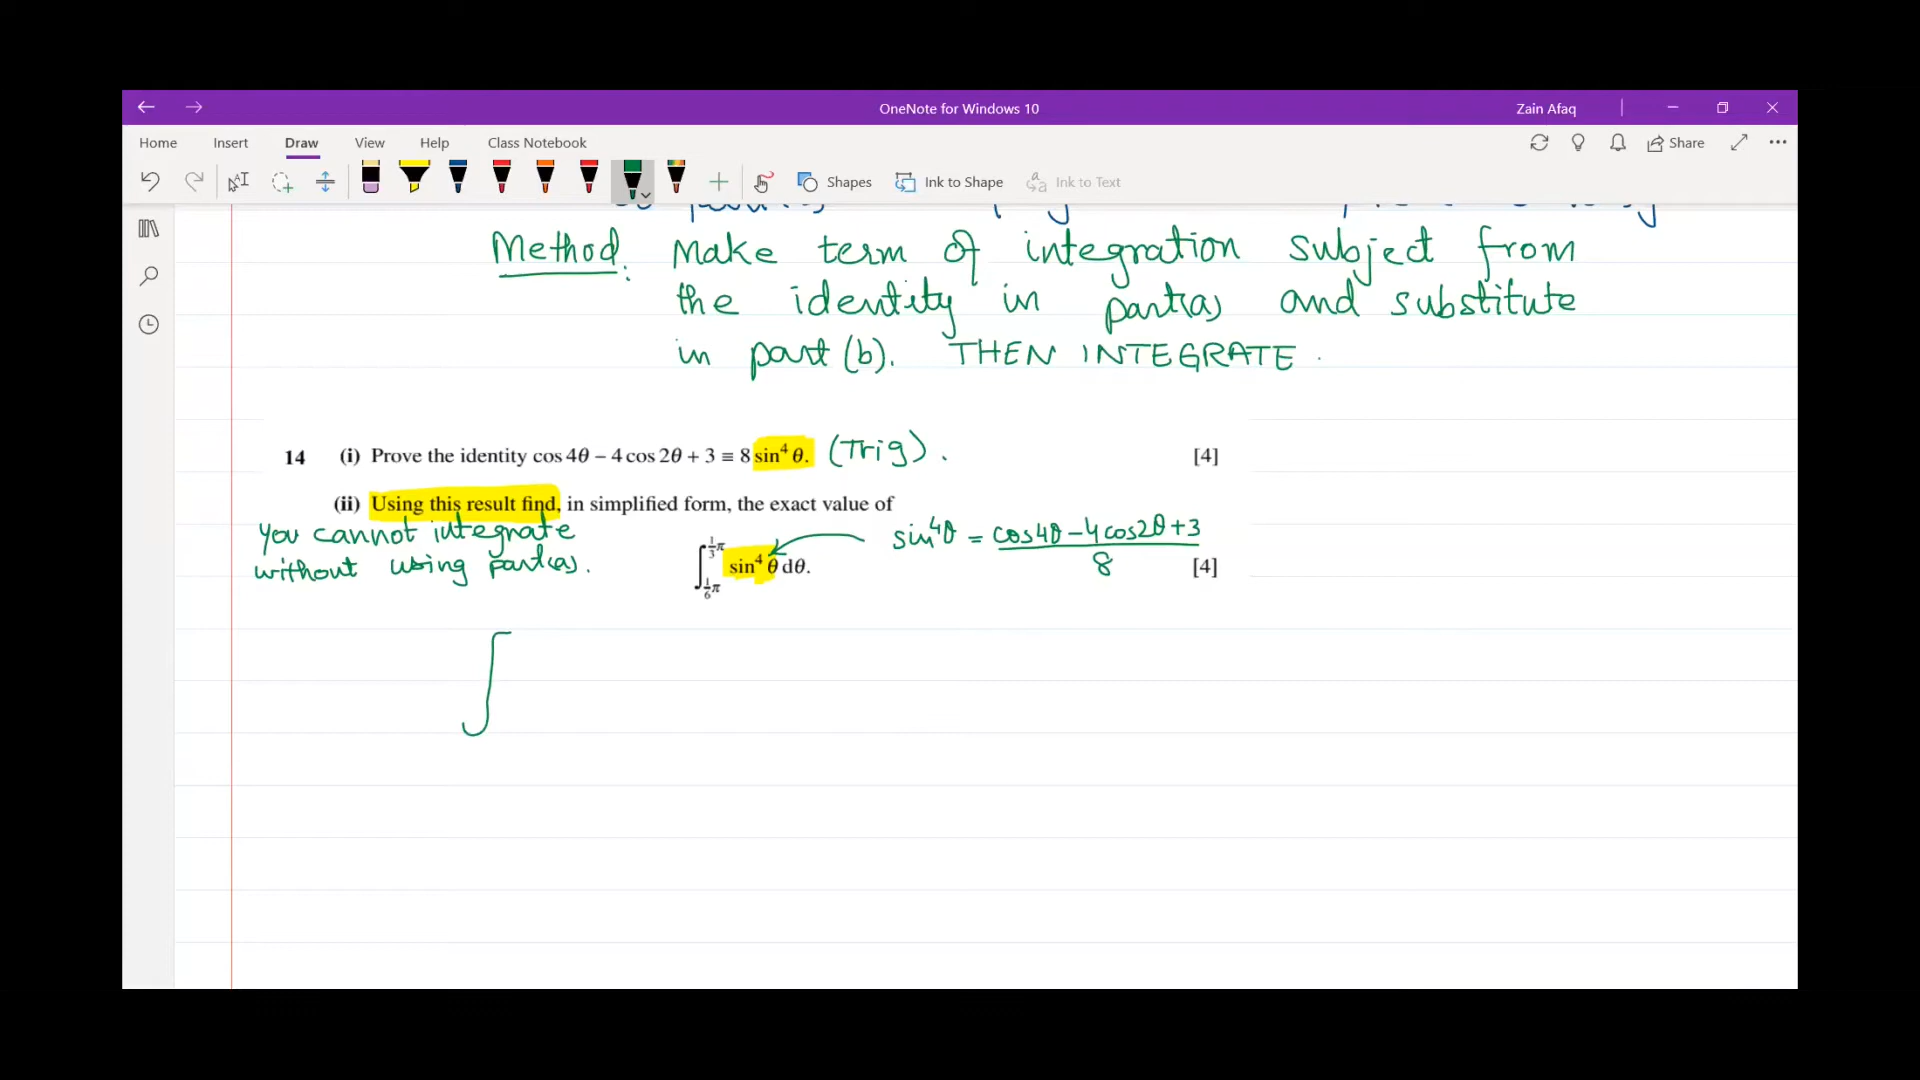 OneNote for Windows 10
Zain Afaq
Home Insert Draw View Help Class Notebook
Share
Shapes Ink to Shape Ink to Text
Method: Make term of integration subject from
the identity in part(a) and substitute
in part (b). THEN INTEGRATE.
14 (i) Prove the identity cos 4θ − 4 cos 2θ + 3 ≡ 8 sin⁴ θ. (Trig). [4]
(ii) Using this result find, in simplified form, the exact value of
you cannot integrate
without using part(a).
∫_{1/6 π}^{1/3 π} sin⁴ θ dθ. [4]
sin⁴θ = (cos4θ − 4cos2θ + 3)/8
∫